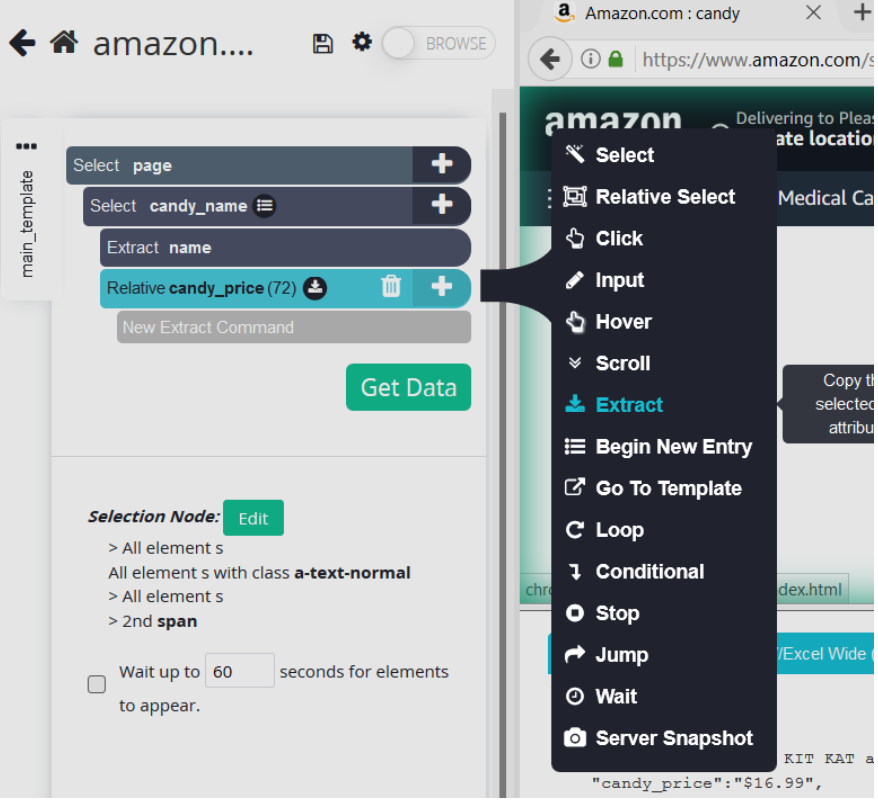 amazon....
BROWSE
main_template
Select page
Select candy_name
Extract name
Relative candy_price (72)
New Extract Command
Get Data
Selection Node: Edit
> All element s
All element s with class a-text-normal
> All element s
> 2nd span
Wait up to 60 seconds for elements
to appear.
Amazon.com : candy
https://www.amazon.com/s
amazon
Delivering to Pleas
ate locatio
Medical Ca
Select
Relative Select
Click
Input
Hover
Scroll
Extract
Begin New Entry
Go To Template
Loop
Conditional
Stop
Jump
Wait
Server Snapshot
Copy th
selected
attribu
chr
dex.html
/Excel Wide (
KIT KAT a
"candy_price":"$16.99",